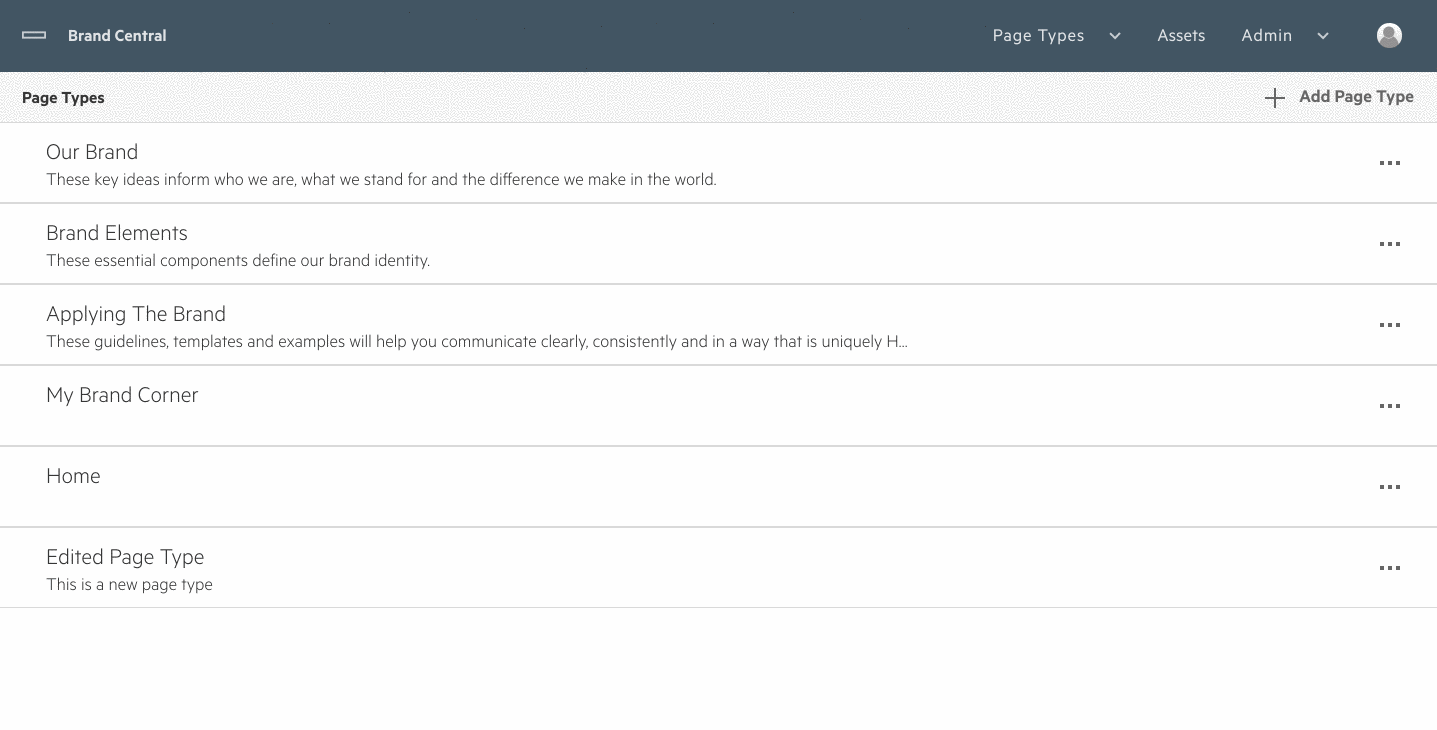 Brand Central
Page Types
Assets
Admin
Page Types
Add Page Type
Our Brand
These key ideas inform who we are, what we stand for and the difference we make in the world.
Brand Elements
These essential components define our brand identity.
Applying The Brand
These guidelines, templates and examples will help you communicate clearly, consistently and in a way that is uniquely H...
My Brand Corner
Home
Edited Page Type
This is a new page type